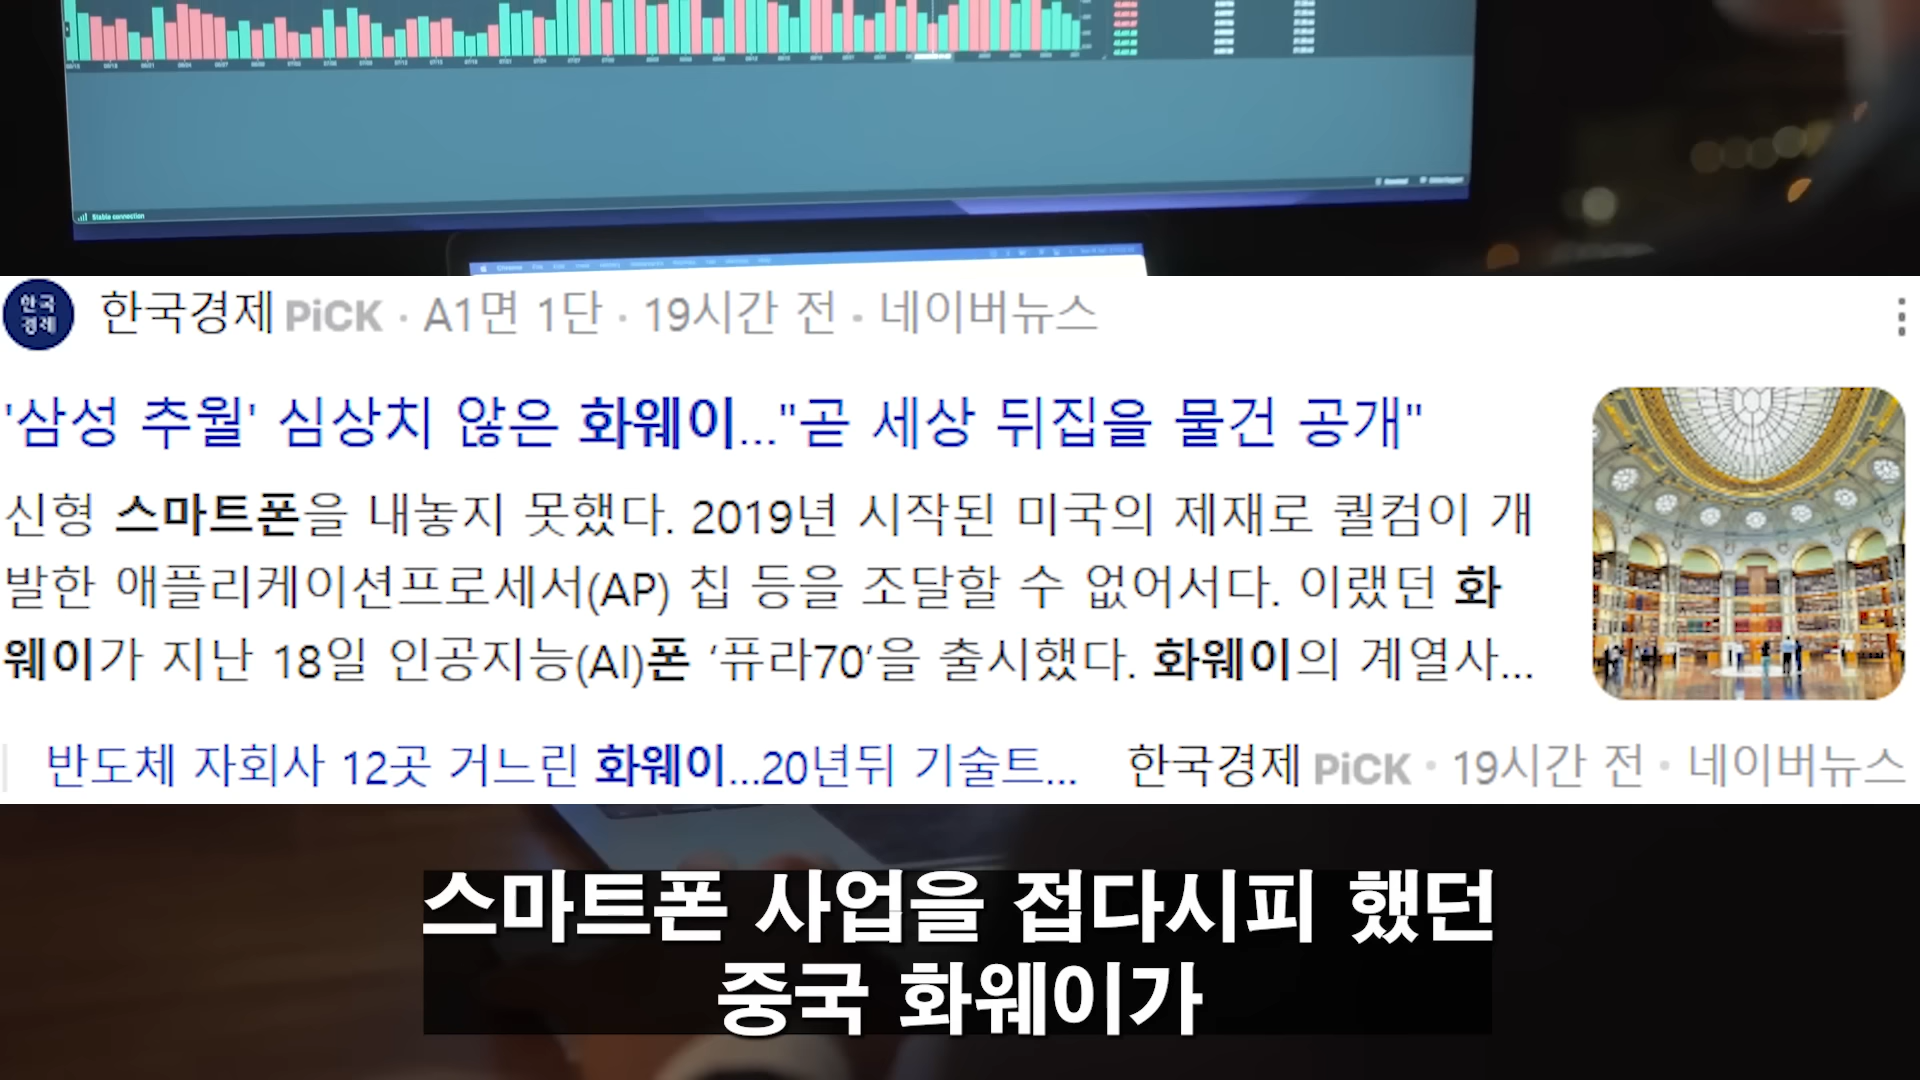 Stable connection
한국
경제
한국경제 PiCK · A1면 1단 · 19시간 전 · 네이버뉴스
'삼성 추월' 심상치 않은 화웨이..."곧 세상 뒤집을 물건 공개"
신형 스마트폰을 내놓지 못했다. 2019년 시작된 미국의 제재로 퀄컴이 개
발한 애플리케이션프로세서(AP) 칩 등을 조달할 수 없어서다. 이랬던 화
웨이가 지난 18일 인공지능(AI)폰 ‘퓨라70’을 출시했다. 화웨이의 계열사...
반도체 자회사 12곳 거느린 화웨이...20년뒤 기술트... 한국경제 PiCK · 19시간 전 · 네이버뉴스
스마트폰 사업을 접다시피 했던
중국 화웨이가